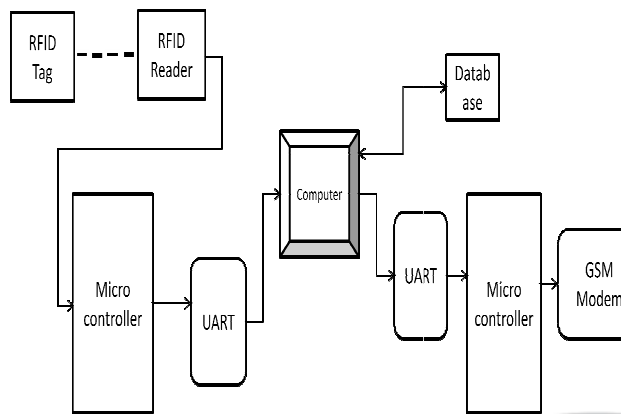 RFID
Tag
RFID
Reader
Datab
ase
Computer
Micro
controller
UART
UART
Micro
controller
GSM
Modem